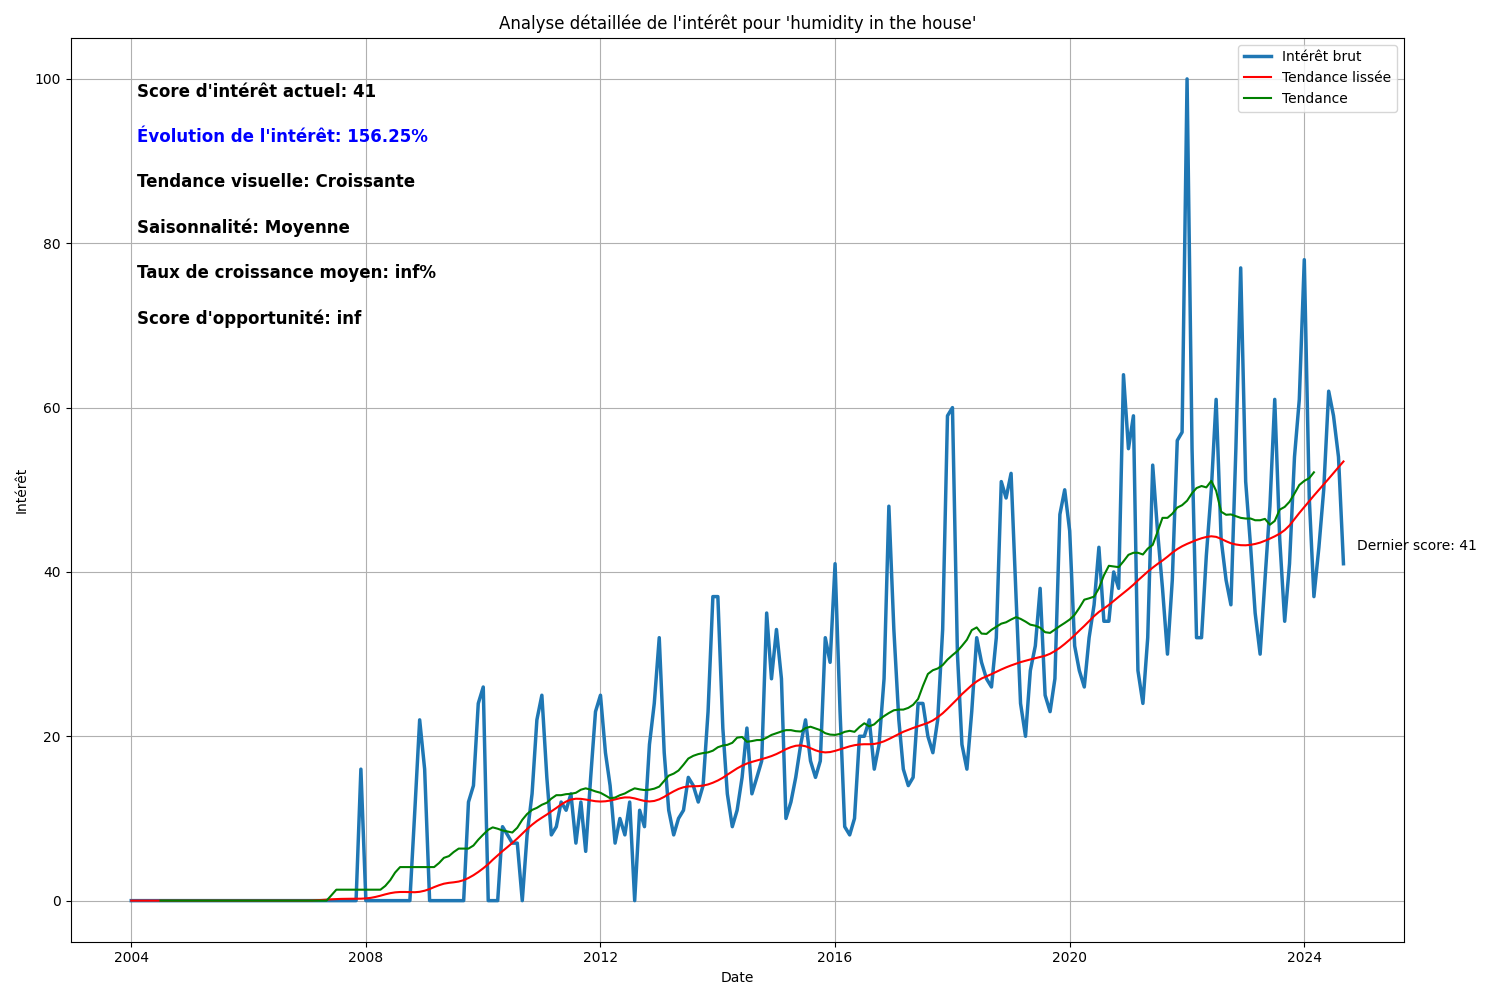 Analyse détaillée de l'intérêt pour 'humidity in the house'
Intérêt brut
Tendance lissée
Tendance
Score d'intérêt actuel: 41
Évolution de l'intérêt: 156.25%
Tendance visuelle: Croissante
Saisonnalité: Moyenne
Taux de croissance moyen: inf%
Score d'opportunité: inf
100
80
60
40
20
0
Intérêt
Dernier score: 41
2004
2008
2012
2016
2020
2024
Date